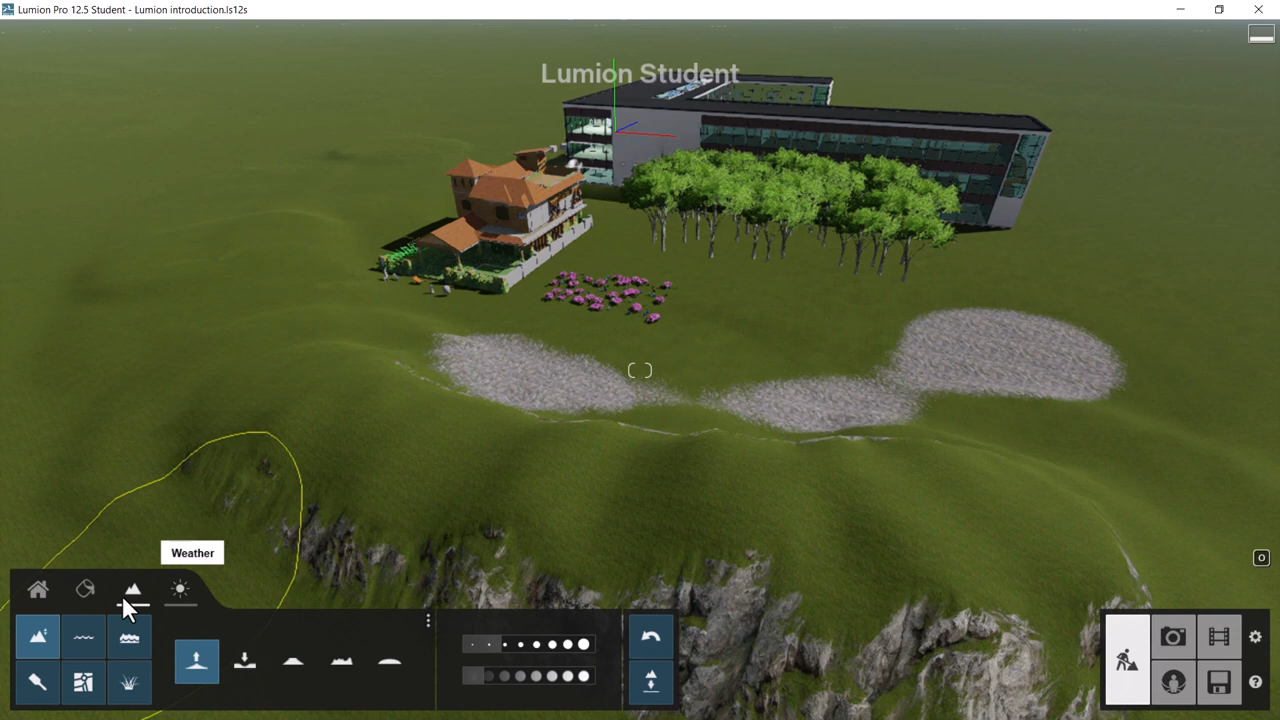 Lumion Pro 12.5 Student - Lumion introduction.ls12s
Lumion Student
Weather
O
?